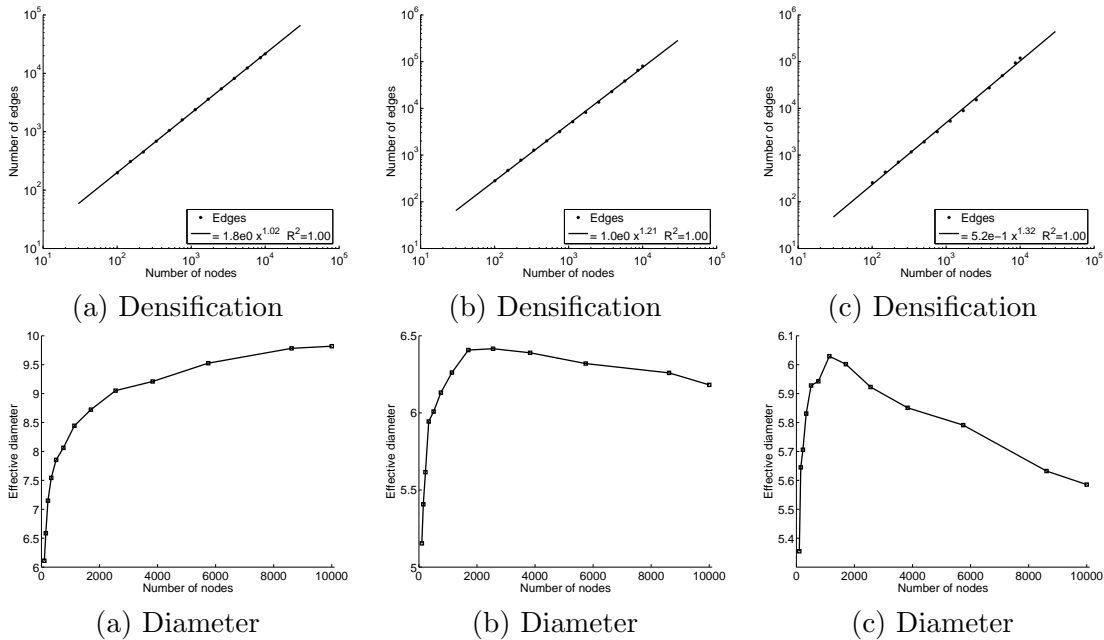 10^5
10^4
10^3
10^2
10^1
Number of edges
Edges
= 1.8e0 x^1.02 R^2=1.00
10^1 10^2 10^3 10^4 10^5
Number of nodes
(a) Densification
10^6
10^5
10^4
10^3
10^2
10^1
Number of edges
Edges
= 1.0e0 x^1.21 R^2=1.00
10^1 10^2 10^3 10^4 10^5
Number of nodes
(b) Densification
10^6
10^5
10^4
10^3
10^2
10^1
Number of edges
Edges
= 5.2e−1 x^1.32 R^2=1.00
10^1 10^2 10^3 10^4 10^5
Number of nodes
(c) Densification
10
9.5
9
8.5
8
7.5
7
6.5
6
Effective diameter
0 2000 4000 6000 8000 10000
Number of nodes
(a) Diameter
6.5
6
5.5
5
Effective diameter
0 2000 4000 6000 8000 10000
Number of nodes
(b) Diameter
6.1
6
5.9
5.8
5.7
5.6
5.5
5.4
Effective diameter
0 2000 4000 6000 8000 10000
Number of nodes
(c) Diameter